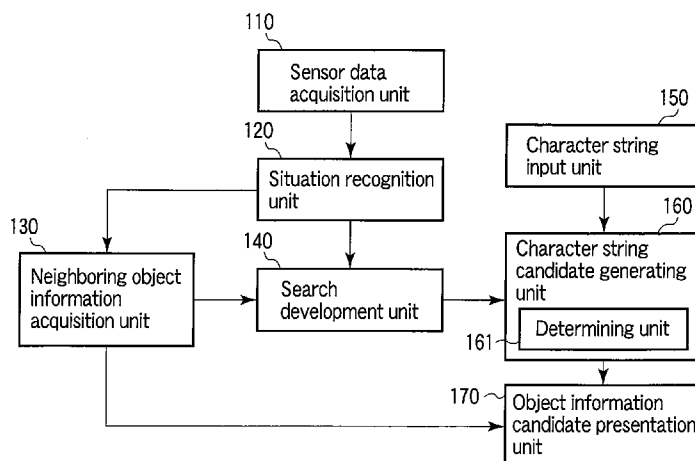 110
Sensor data
acquisition unit
120
Situation recognition
unit
130
Neighboring object
information
acquisition unit
140
Search
development unit
150
Character string
input unit
160
Character string
candidate generating
unit
161
Determining unit
170
Object information
candidate presentation
unit